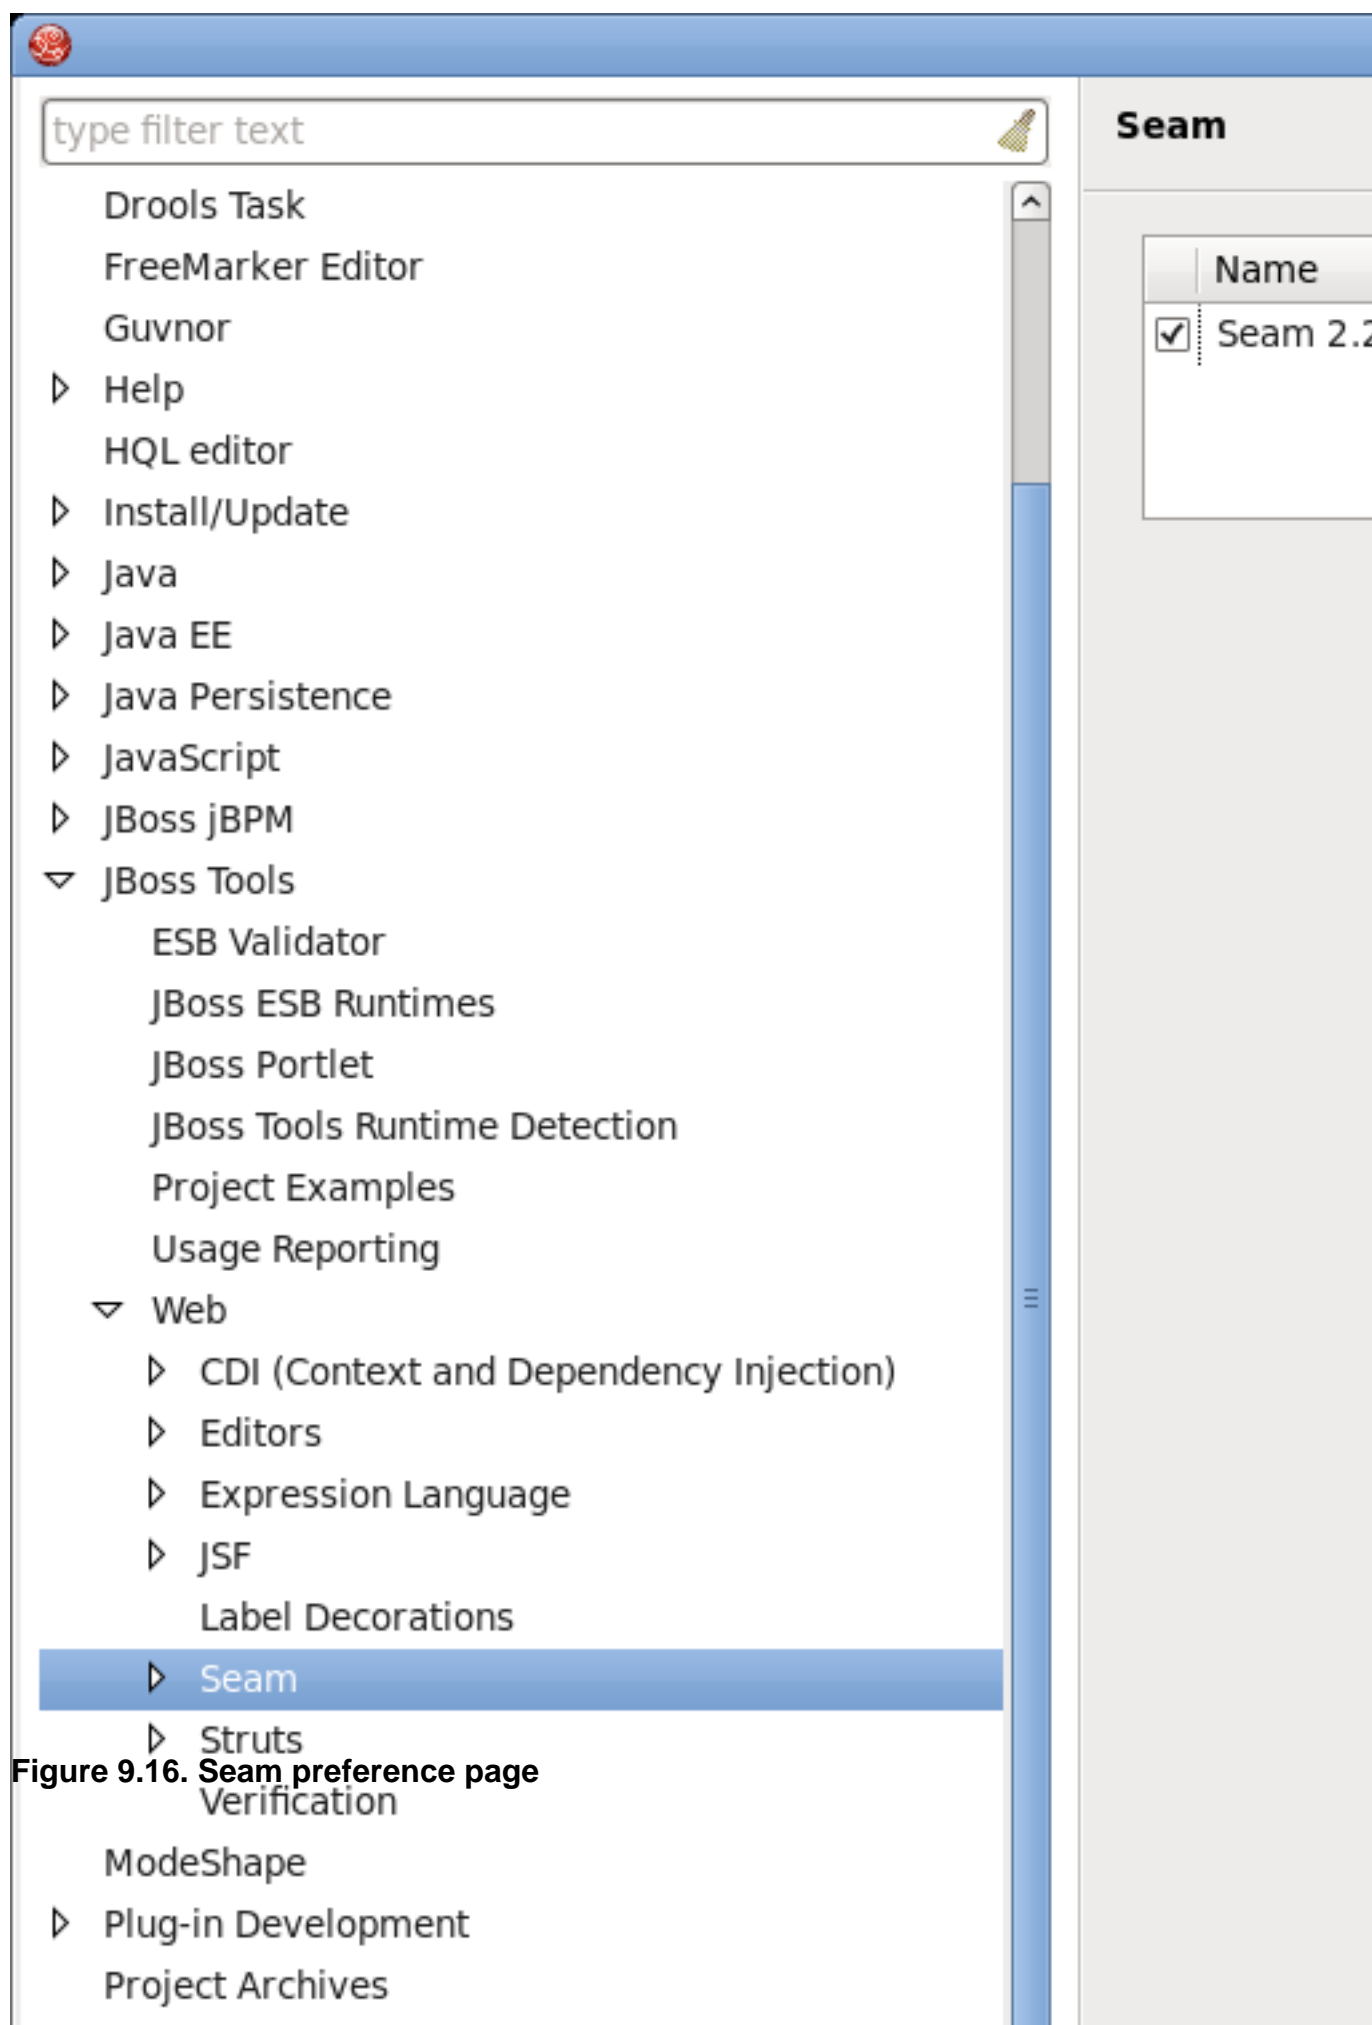 type filter text
Drools Task
FreeMarker Editor
Guvnor
Help
HQL editor
Install/Update
Java
Java EE
Java Persistence
JavaScript
JBoss jBPM
JBoss Tools
ESB Validator
JBoss ESB Runtimes
JBoss Portlet
JBoss Tools Runtime Detection
Project Examples
Usage Reporting
Web
CDI (Context and Dependency Injection)
Editors
Expression Language
JSF
Label Decorations
Seam
Struts
Figure 9.16. Seam preference page
Verification
ModeShape
Plug-in Development
Project Archives
Seam
Name
Seam 2.2